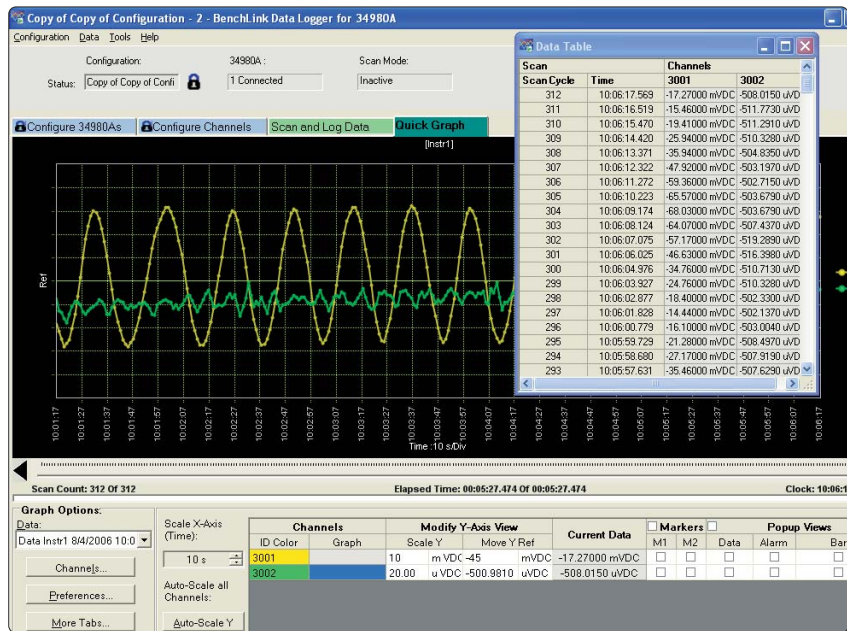 Copy of Copy of Configuration - 2 - BenchLink Data Logger for 34980A
Configuration Data Tools Help
Configuration: 34980A : Scan Mode:
Status: Copy of Copy of Confi 1 Connected Inactive
Configure 34980As Configure Channels Scan and Log Data Quick Graph
[Instr1]
Ref
Data Table
Scan Channels
Scan Cycle Time 3001 3002
312 10:06:17.569 -17.27000 mVDC -508.0150 uVD
311 10:06:16.519 -15.46000 mVDC -511.7730 uVD
310 10:06:15.470 -19.41000 mVDC -511.2910 uVD
309 10:06:14.420 -25.94000 mVDC -510.3280 uVD
308 10:06:13.371 -35.94000 mVDC -504.8350 uVD
307 10:06:12.322 -47.92000 mVDC -503.1970 uVD
306 10:06:11.272 -59.36000 mVDC -502.7150 uVD
305 10:06:10.223 -65.57000 mVDC -503.6790 uVD
304 10:06:09.174 -68.03000 mVDC -503.6790 uVD
303 10:06:08.124 -64.07000 mVDC -507.4370 uVD
302 10:06:07.075 -57.17000 mVDC -519.2890 uVD
301 10:06:06.025 -46.63000 mVDC -516.3980 uVD
300 10:06:04.976 -34.76000 mVDC -510.7130 uVD
299 10:06:03.927 -24.76000 mVDC -510.3280 uVD
298 10:06:02.877 -18.40000 mVDC -502.3300 uVD
297 10:06:01.828 -14.44000 mVDC -502.1370 uVD
296 10:06:00.779 -16.10000 mVDC -503.0040 uVD
295 10:05:59.729 -21.28000 mVDC -508.4970 uVD
294 10:05:58.680 -27.17000 mVDC -507.9190 uVD
293 10:05:57.631 -35.46000 mVDC -507.6290 uVD
10:01:17 10:01:27 10:01:37 10:01:47 10:01:57 10:02:07 10:02:17 10:02:27 10:02:37 10:02:47 10:02:57 10:03:07 10:03:17 10:03:27 10:03:37 10:03:47 10:03:57 10:04:07 10:04:17 10:04:27 10:04:37 10:04:47 10:04:57 10:05:07 10:05:17 10:05:27 10:05:37 10:05:47 10:05:57 10:06:07 10:06:17
Time :10 s/Div
Scan Count: 312 Of 312 Elapsed Time: 00:05:27.474 Of 00:05:27.474 Clock: 10:06:1
Graph Options:
Data:
Data Instr1 8/4/2006 10:0
Channels...
Preferences...
More Tabs...
Scale X-Axis
(Time):
10 s
Auto-Scale all
Channels:
Auto-Scale Y
Channels Modify Y-Axis View Current Data Markers Popup Views
ID Color Graph Scale Y Move Y Ref M1 M2 Data Alarm Bar
3001 10 m VDC -45 mVDC -17.27000 mVDC
3002 20.00 u VDC -500.9810 uVDC -508.0150 uVDC